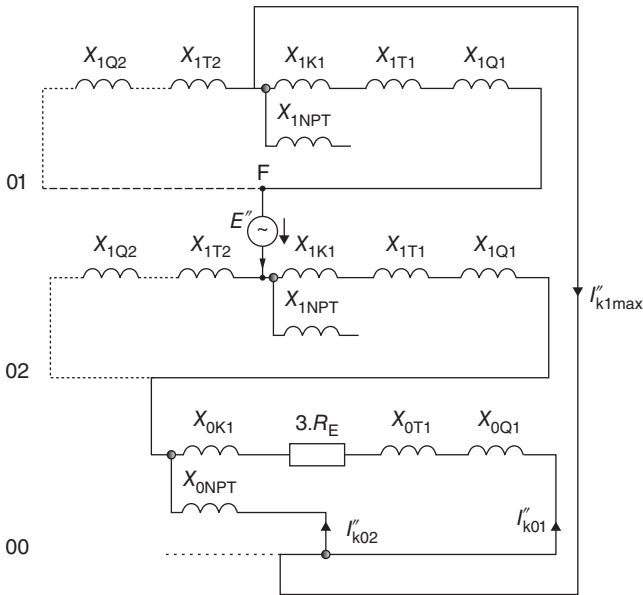 X1Q2 X1T2 X1K1 X1T1 X1Q1
X1NPT
F
01
E″
~
X1Q2 X1T2 X1K1 X1T1 X1Q1
X1NPT
I″k1max
02
X0K1 3.RE X0T1 X0Q1
X0NPT
I″k02 I″k01
00